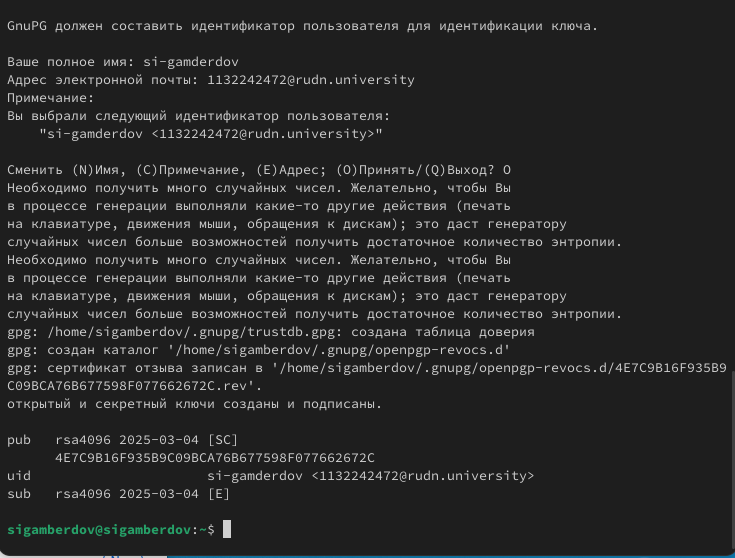 GnuPG должен составить идентификатор пользователя для идентификации ключа.
Ваше полное имя: si-gamderdov
Адрес электронной почты: 1132242472@rudn.university
Примечание:
Вы выбрали следующий идентификатор пользователя:
"si-gamderdov <1132242472@rudn.university>"
Сменить (N)Имя, (C)Примечание, (E)Адрес; (O)Принять/(Q)Выход? O
Необходимо получить много случайных чисел. Желательно, чтобы Вы
в процессе генерации выполняли какие-то другие действия (печать
на клавиатуре, движения мыши, обращения к дискам); это даст генератору
случайных чисел больше возможностей получить достаточное количество энтропии.
Необходимо получить много случайных чисел. Желательно, чтобы Вы
в процессе генерации выполняли какие-то другие действия (печать
на клавиатуре, движения мыши, обращения к дискам); это даст генератору
случайных чисел больше возможностей получить достаточное количество энтропии.
gpg: /home/sigamberdov/.gnupg/trustdb.gpg: создана таблица доверия
gpg: создан каталог '/home/sigamberdov/.gnupg/openpgp-revocs.d'
gpg: сертификат отзыва записан в '/home/sigamberdov/.gnupg/openpgp-revocs.d/4E7C9B16F935B9
C09BCA76B677598F077662672C.rev'.
открытый и секретный ключи созданы и подписаны.
pub rsa4096 2025-03-04 [SC]
4E7C9B16F935B9C09BCA76B677598F077662672C
uid si-gamderdov <1132242472@rudn.university>
sub rsa4096 2025-03-04 [E]
sigamberdov@sigamberdov:~$